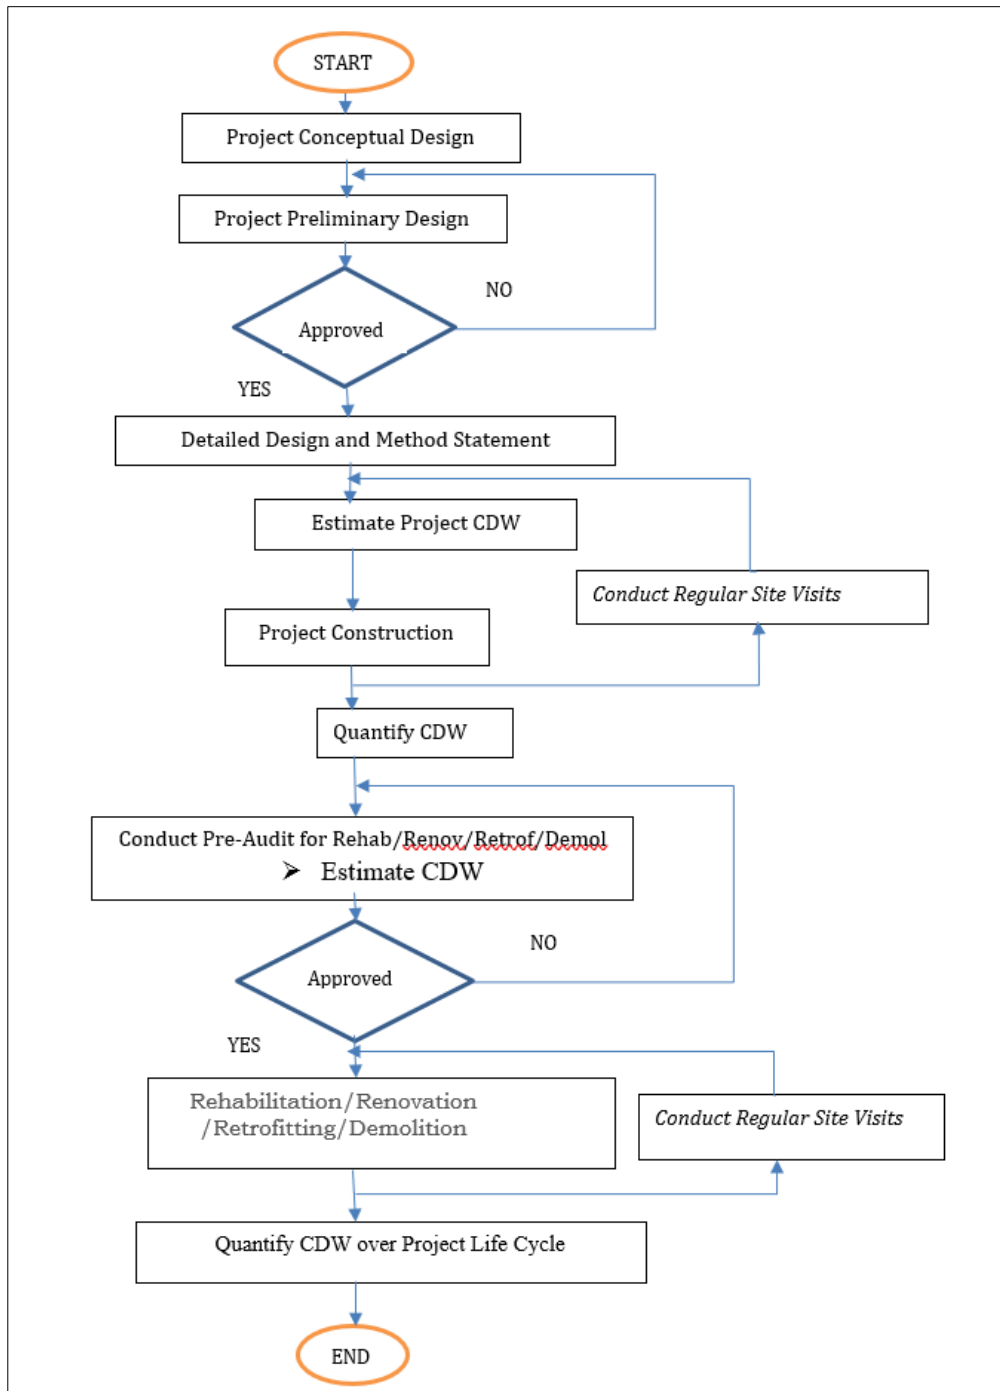 START
Project Conceptual Design
Project Preliminary Design
NO
Approved
YES
Detailed Design and Method Statement
Estimate Project CDW
Conduct Regular Site Visits
Project Construction
Quantify CDW
Conduct Pre-Audit for Rehab/Renov/Retrof/Demol
➢ Estimate CDW
NO
Approved
YES
Rehabilitation/Renovation
/Retrofitting/Demolition
Conduct Regular Site Visits
Quantify CDW over Project Life Cycle
END